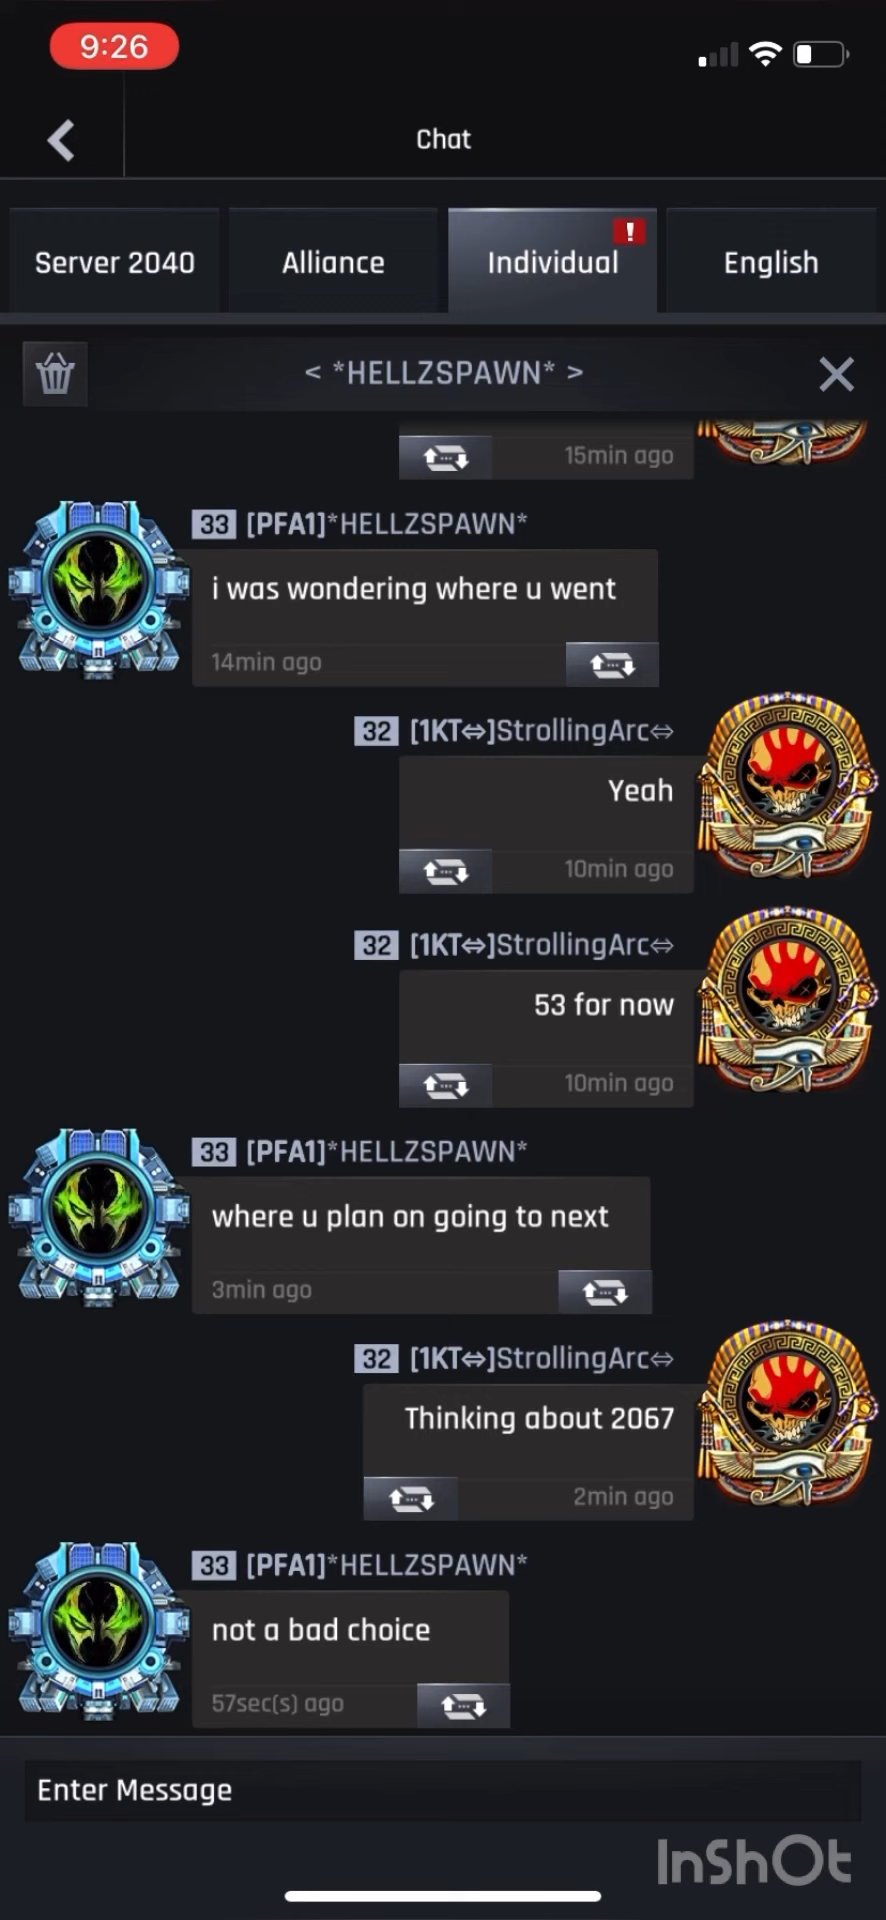 9:26
Chat
Server 2040
Alliance
Individual
!
English
< *HELLZSPAWN* >
15min ago
33 [PFA1]*HELLZSPAWN*
i was wondering where u went
14min ago
32 [1KT⇔]StrollingArc⇔
Yeah
10min ago
32 [1KT⇔]StrollingArc⇔
53 for now
10min ago
33 [PFA1]*HELLZSPAWN*
where u plan on going to next
3min ago
32 [1KT⇔]StrollingArc⇔
Thinking about 2067
2min ago
33 [PFA1]*HELLZSPAWN*
not a bad choice
57sec(s) ago
Enter Message
InShOt